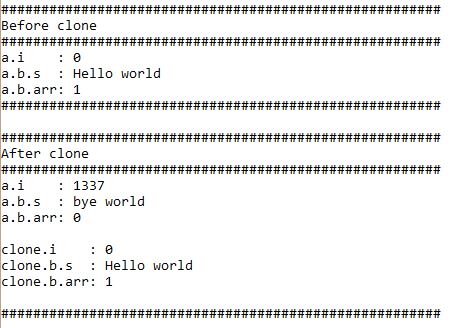 #######################################################
Before clone
#######################################################
a.i    : 0
a.b.s  : Hello world
a.b.arr: 1
#######################################################
#######################################################
After clone
#######################################################
a.i    : 1337
a.b.s  : bye world
a.b.arr: 0
clone.i    : 0
clone.b.s  : Hello world
clone.b.arr: 1
#######################################################